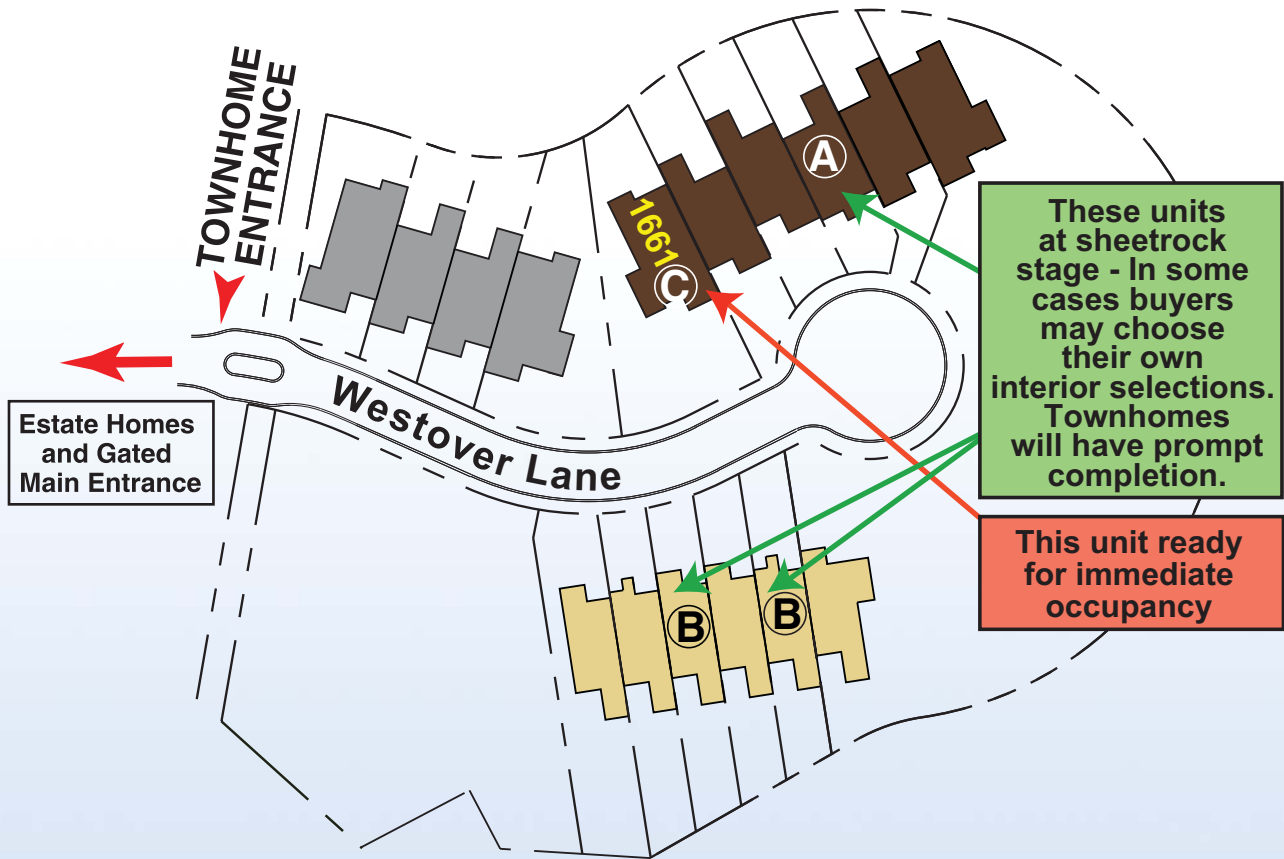 TOWNHOME
ENTRANCE
A
1661
C
These units
at sheetrock
stage - In some
cases buyers
may choose
their own
interior selections.
Townhomes
will have prompt
completion.
Estate Homes
and Gated
Main Entrance
Westover Lane
This unit ready
for immediate
occupancy
B
B